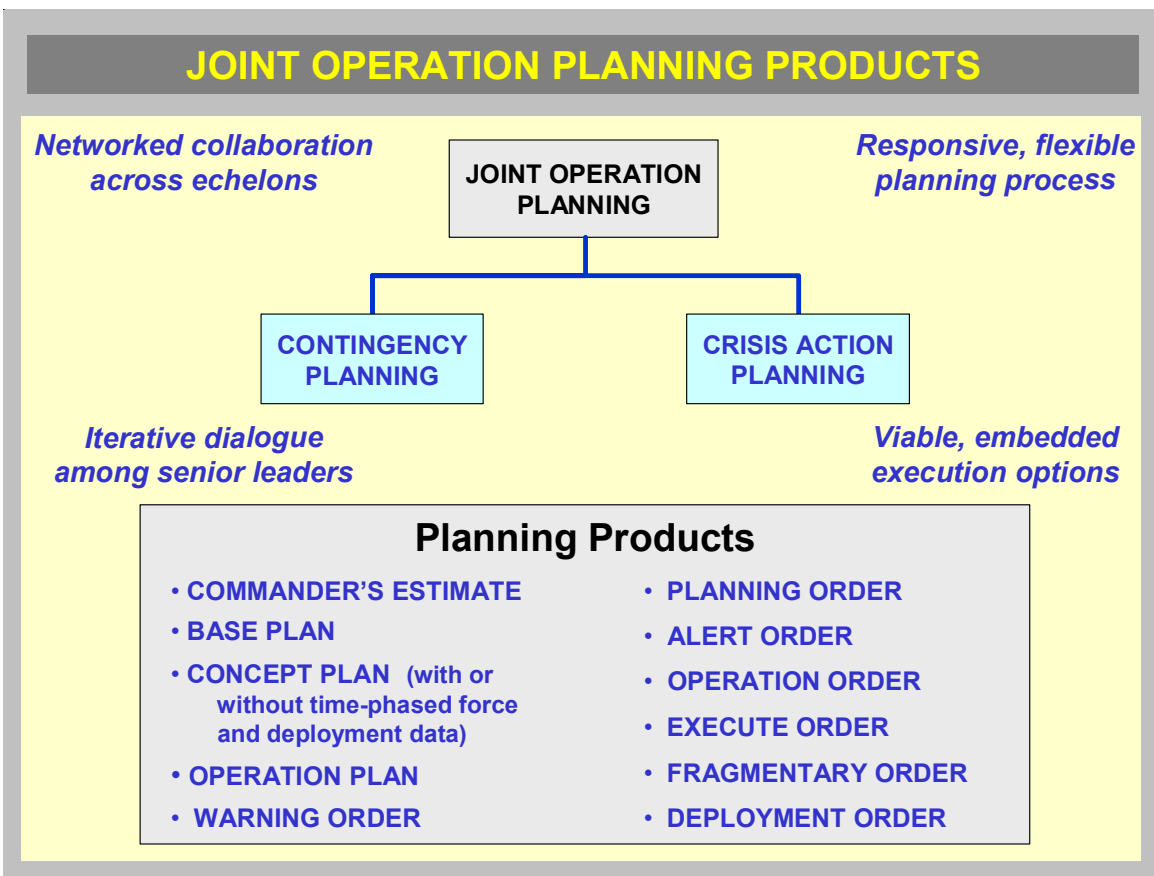 JOINT OPERATION PLANNING PRODUCTS
Networked collaboration
across echelons
Responsive, flexible
planning process
JOINT OPERATION
PLANNING
CONTINGENCY
PLANNING
CRISIS ACTION
PLANNING
Iterative dialogue
among senior leaders
Viable, embedded
execution options
Planning Products
• COMMANDER’S ESTIMATE
• BASE PLAN
• CONCEPT PLAN (with or
without time-phased force
and deployment data)
• OPERATION PLAN
• WARNING ORDER
• PLANNING ORDER
• ALERT ORDER
• OPERATION ORDER
• EXECUTE ORDER
• FRAGMENTARY ORDER
• DEPLOYMENT ORDER